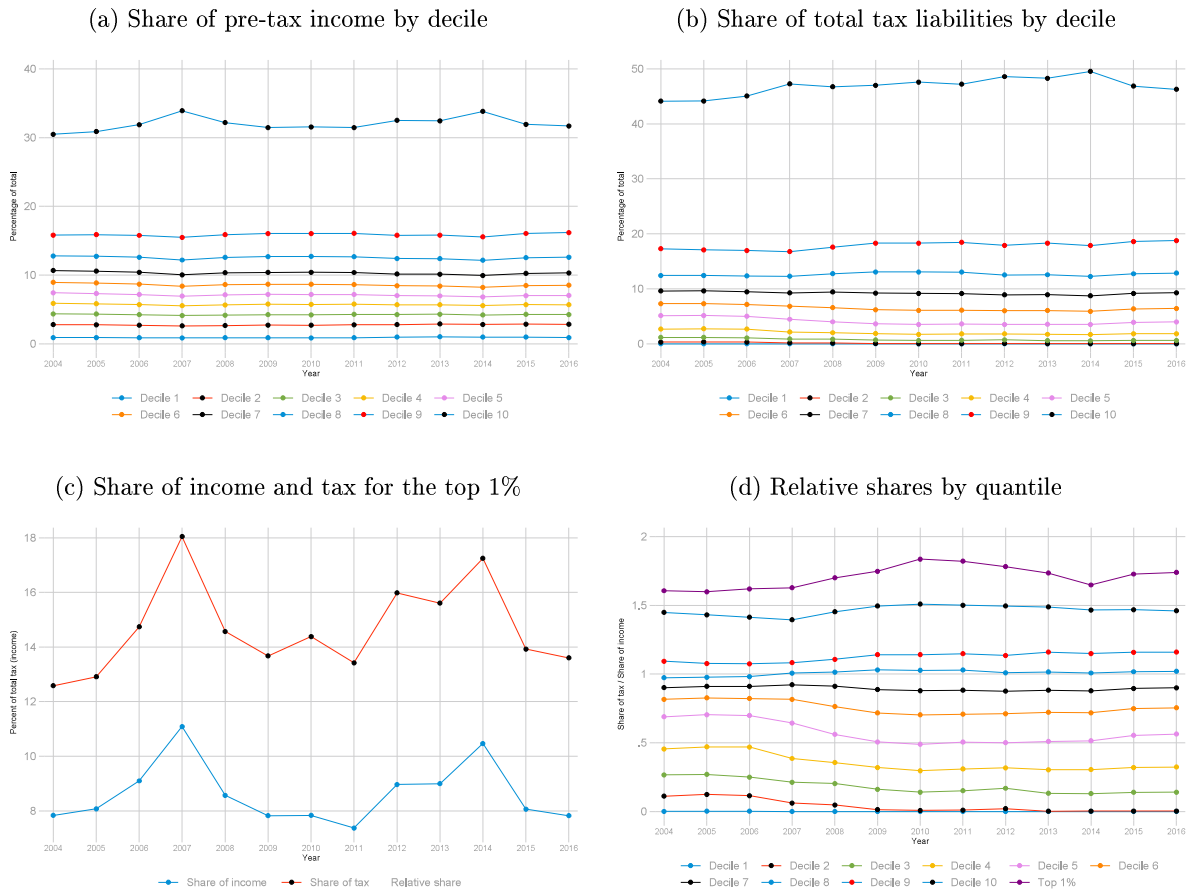 (a) Share of pre-tax income by decile
Percentage of total
40
30
20
10
0
2004 2005 2006 2007 2008 2009 2010 2011 2012 2013 2014 2015 2016
Year
Decile 1 Decile 2 Decile 3 Decile 4 Decile 5
Decile 6 Decile 7 Decile 8 Decile 9 Decile 10
(b) Share of total tax liabilities by decile
Percentage of total
50
40
30
20
10
0
2004 2005 2006 2007 2008 2009 2010 2011 2012 2013 2014 2015 2016
Year
Decile 1 Decile 2 Decile 3 Decile 4 Decile 5
Decile 6 Decile 7 Decile 8 Decile 9 Decile 10
(c) Share of income and tax for the top 1%
Percent of total tax (income)
18
16
14
12
10
8
2004 2005 2006 2007 2008 2009 2010 2011 2012 2013 2014 2015 2016
Year
Share of income Share of tax Relative share
(d) Relative shares by quantile
Share of tax / Share of income
2
1.5
1
.5
0
2004 2005 2006 2007 2008 2009 2010 2011 2012 2013 2014 2015 2016
Year
Decile 1 Decile 2 Decile 3 Decile 4 Decile 5 Decile 6
Decile 7 Decile 8 Decile 9 Decile 10 Top 1%